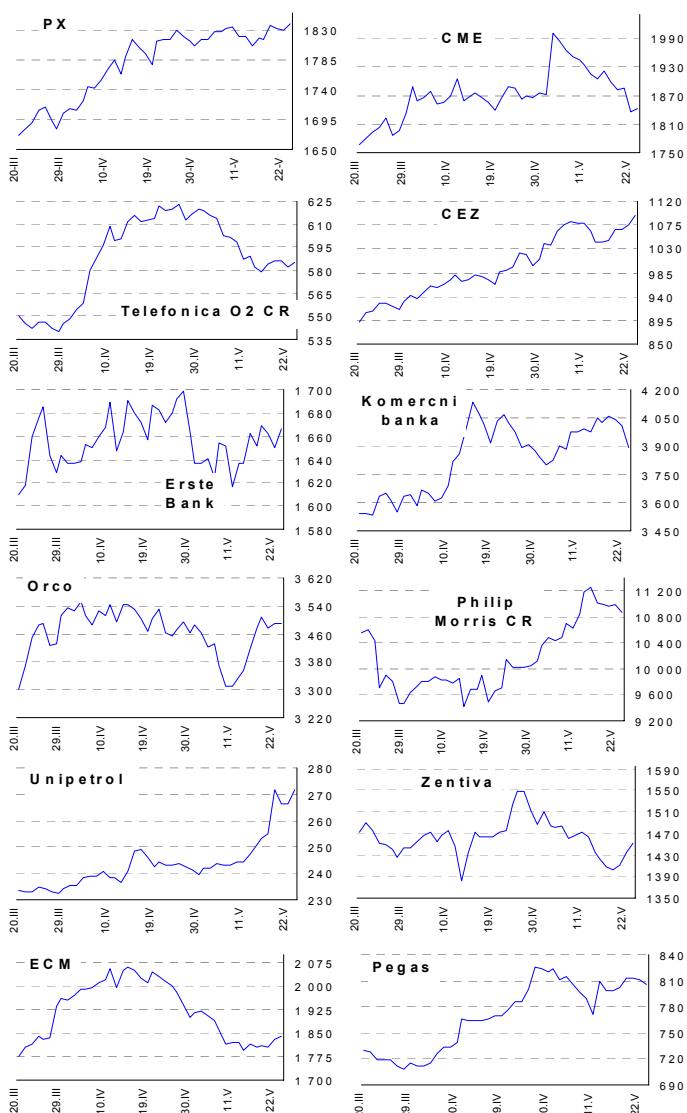 PX
1830
1785
1740
1695
1650
20-III
29-III
10-IV
19-IV
30-IV
11-V
22-V
CME
1990
1930
1870
1810
1750
20.III
29.III
10.IV
19.IV
30.IV
11.V
22.V
Telefonica O2 CR
625
610
595
580
565
550
535
20.III
29.III
10.IV
19.IV
30.IV
11.V
22.V
CEZ
1120
1075
1030
985
940
895
850
20.III
29.III
10.IV
19.IV
30.IV
11.V
22.V
Erste
Bank
1 700
1 680
1 660
1 640
1 620
1 600
1 580
20.III
29.III
10.IV
19.IV
30.IV
11.V
22.V
Komercni
banka
4 200
4 050
3 900
3 750
3 600
3 450
20.III
29.III
10.IV
19.IV
30.IV
11.V
22.V
Orco
3 620
3 540
3 460
3 380
3 300
3 220
20.III
29.III
10.IV
19.IV
30.IV
11.V
22.V
Philip
Morris CR
11 200
10 800
10 400
10 000
9 600
9 200
20.III
29.III
10.IV
19.IV
30.IV
11.V
22.V
Unipetrol
280
270
260
250
240
230
20.III
29.III
10.IV
19.IV
30.IV
11.V
22.V
Zentiva
1590
1550
1510
1470
1430
1390
1350
20.III
29.III
10.IV
19.IV
30.IV
11.V
22.V
ECM
2 075
2 000
1 925
1 850
1 775
1 700
20.III
29.III
10.IV
19.IV
30.IV
11.V
22.V
Pegas
840
810
780
750
720
690
0.III
9.III
0.IV
9.IV
0.IV
11.V
22.V